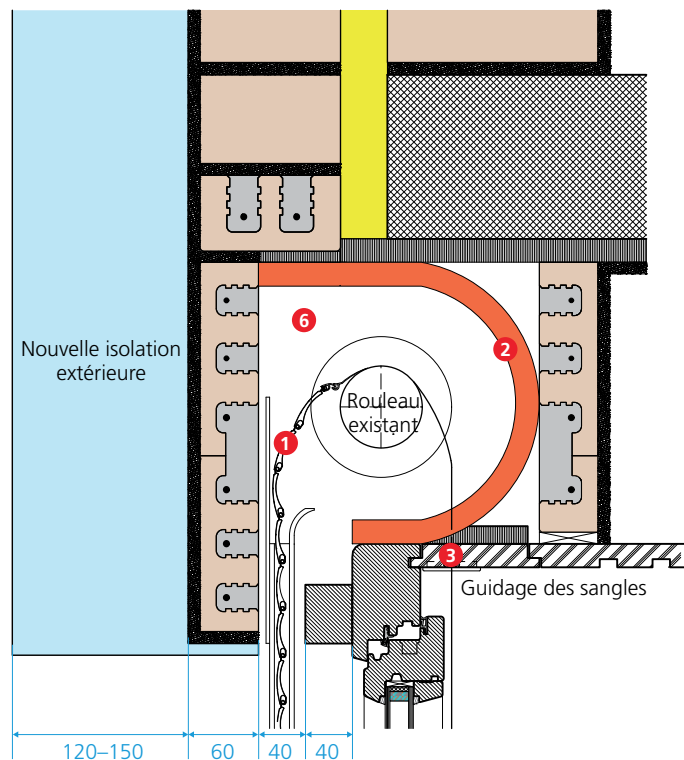 6
2
Nouvelle isolation
extérieure
Rouleau
existant
1
3
Guidage des sangles
120–150
60
40
40